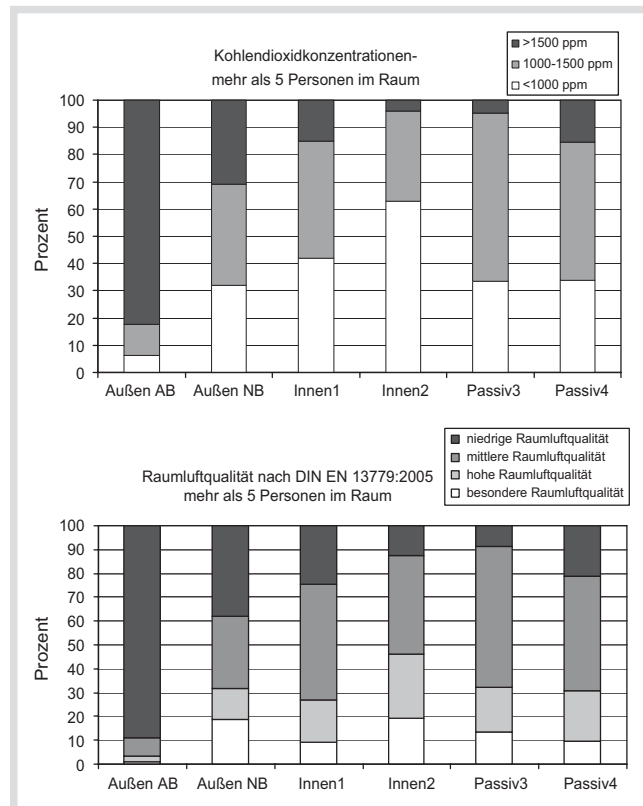 Kohlendioxidkonzentrationen-
mehr als 5 Personen im Raum
>1500 ppm
1000-1500 ppm
<1000 ppm
Prozent
100
90
80
70
60
50
40
30
20
10
0
Außen AB Außen NB Innen1 Innen2 Passiv3 Passiv4
niedrige Raumluftqualität
mittlere Raumluftqualität
hohe Raumluftqualität
besondere Raumluftqualität
Raumluftqualität nach DIN EN 13779:2005
mehr als 5 Personen im Raum
Prozent
100
90
80
70
60
50
40
30
20
10
0
Außen AB Außen NB Innen1 Innen2 Passiv3 Passiv4